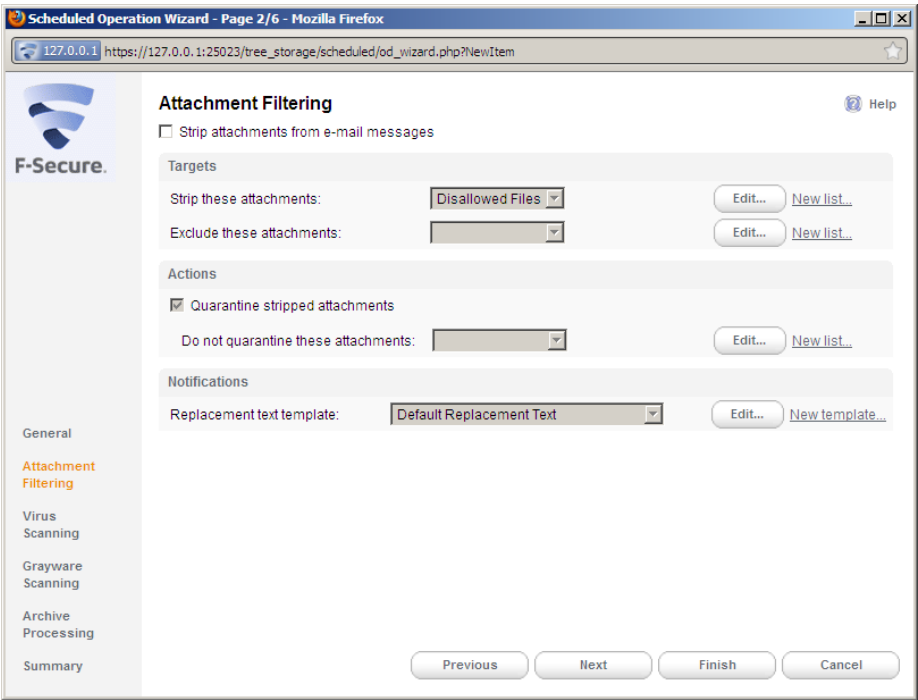 Scheduled Operation Wizard - Page 2/6 - Mozilla Firefox
127.0.0.1 https://127.0.0.1:25023/tree_storage/scheduled/od_wizard.php?NewItem
F-Secure.
Attachment Filtering
Help
Strip attachments from e-mail messages
Targets
Strip these attachments: Disallowed Files Edit... New list...
Exclude these attachments: Edit... New list...
Actions
Quarantine stripped attachments
Do not quarantine these attachments: Edit... New list...
Notifications
Replacement text template: Default Replacement Text Edit... New template...
General
Attachment
Filtering
Virus
Scanning
Grayware
Scanning
Archive
Processing
Summary
Previous Next Finish Cancel